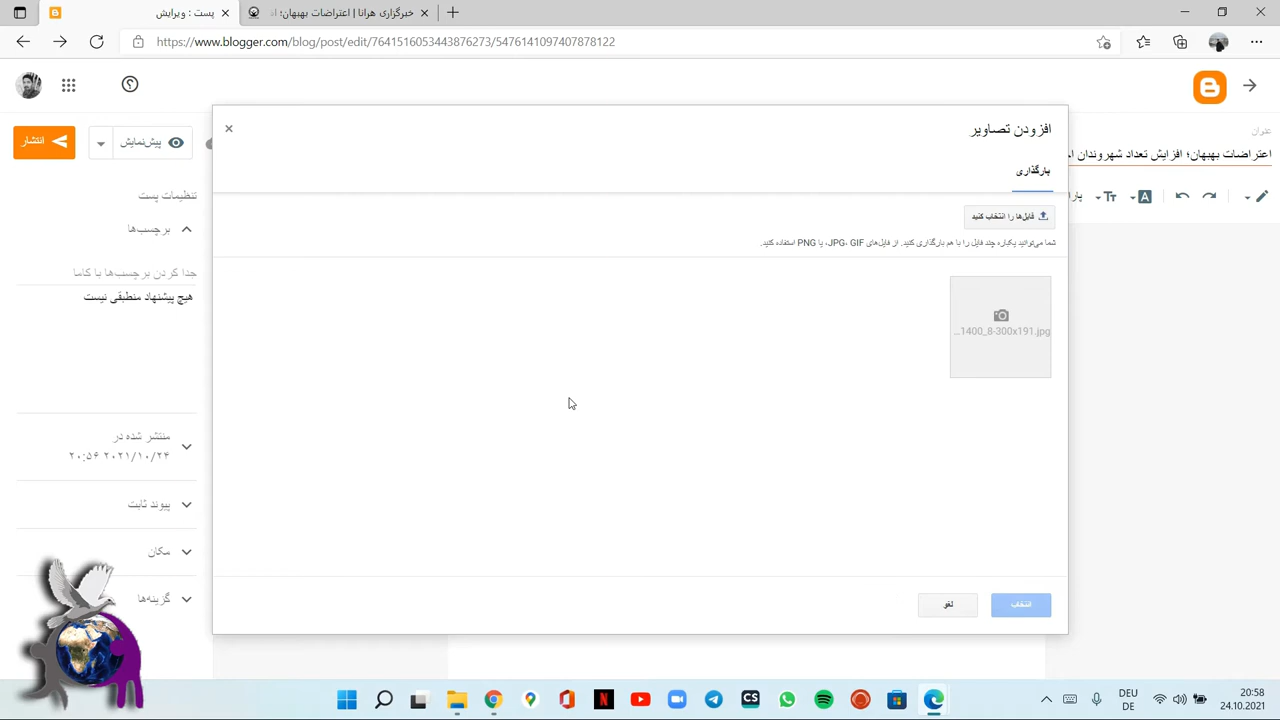 پست : ویرایش
خبرگزاری هرانا | اعتراضات بهبهان؛ ا
https://www.blogger.com/blog/post/edit/7641516053443876273/5476141097407878122
عنوان
اعتراضات بهبهان؛ افزایش تعداد شهروندان
انتشار
پیش‌نمایش
پارا
تنظیمات پست
برچسب‌ها
جدا کردن برچسب‌ها با کاما
هیچ پیشنهاد منطبقی نیست
منتشر شده در
۲۰۲۱/۱۰/۲۴ ۲۰:۵۶
پیوند ثابت
مکان
گزینه‌ها
افزودن تصاویر
بارگذاری
فایل‌ها را انتخاب کنید
شما می‌توانید یکباره چند فایل را با هم بارگذاری کنید. از فایل‌های JPG، GIF، یا PNG استفاده کنید.
...1400_8-300x191.jpg
انتخاب
لغو
CS
DEU
DE
20:58
24.10.2021